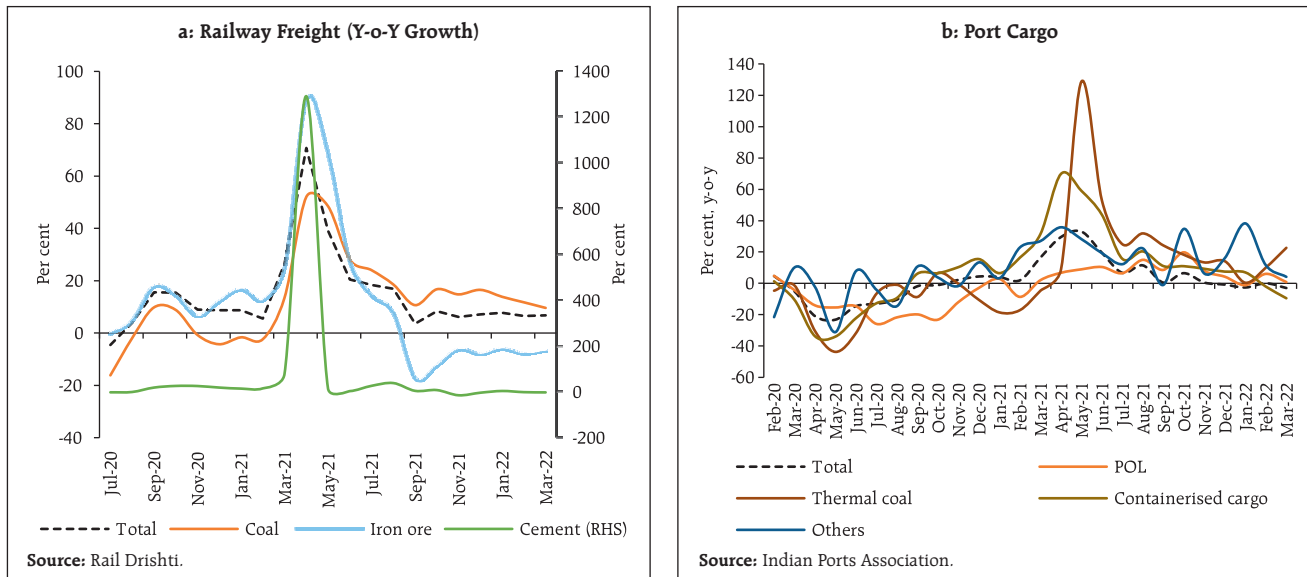 a: Railway Freight (Y-o-Y Growth)
100
80
60
40
20
0
-20
-40
Per cent
1400
1200
1000
800
600
400
200
0
-200
Per cent
Jul-20
Sep-20
Nov-20
Jan-21
Mar-21
May-21
Jul-21
Sep-21
Nov-21
Jan-22
Mar-22
Total Coal Iron ore Cement (RHS)
Source: Rail Drishti.
b: Port Cargo
140
120
100
80
60
40
20
0
-20
-40
-60
Per cent, y-o-y
Feb-20
Mar-20
Apr-20
May-20
Jun-20
Jul-20
Aug-20
Sep-20
Oct-20
Nov-20
Dec-20
Jan-21
Feb-21
Mar-21
Apr-21
May-21
Jun-21
Jul-21
Aug-21
Sep-21
Oct-21
Nov-21
Dec-21
Jan-22
Feb-22
Mar-22
Total POL
Thermal coal Containerised cargo
Others
Source: Indian Ports Association.